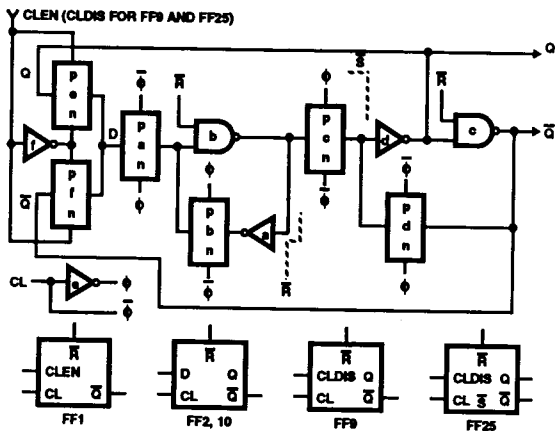 CLEN (CLDIS FOR FF9 AND FF25)
Q
Q̅
p e n
f
p f n
Q̅
D
φ̅
p a n
φ
R̅
b
φ
p b n
φ̅
a
R̅
φ
p c n
φ̅
S̅
d
φ̅
p d n
φ
R̅
c
Q
CL
e
φ
φ̅
R̅
CLEN
CL Q̅
FF1
R̅
D Q
CL Q̅
FF2, 10
R̅
CLDIS Q
CL Q̅
FF9
R̅
CLDIS Q
CL S̅ Q̅
FF25